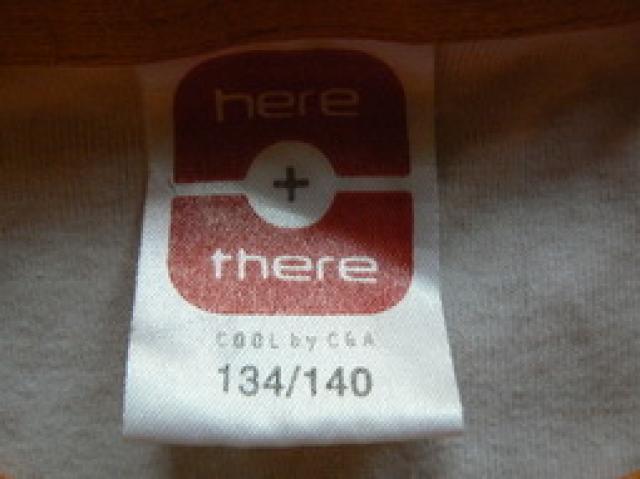 here
+
there
COOL by C&A
134/140